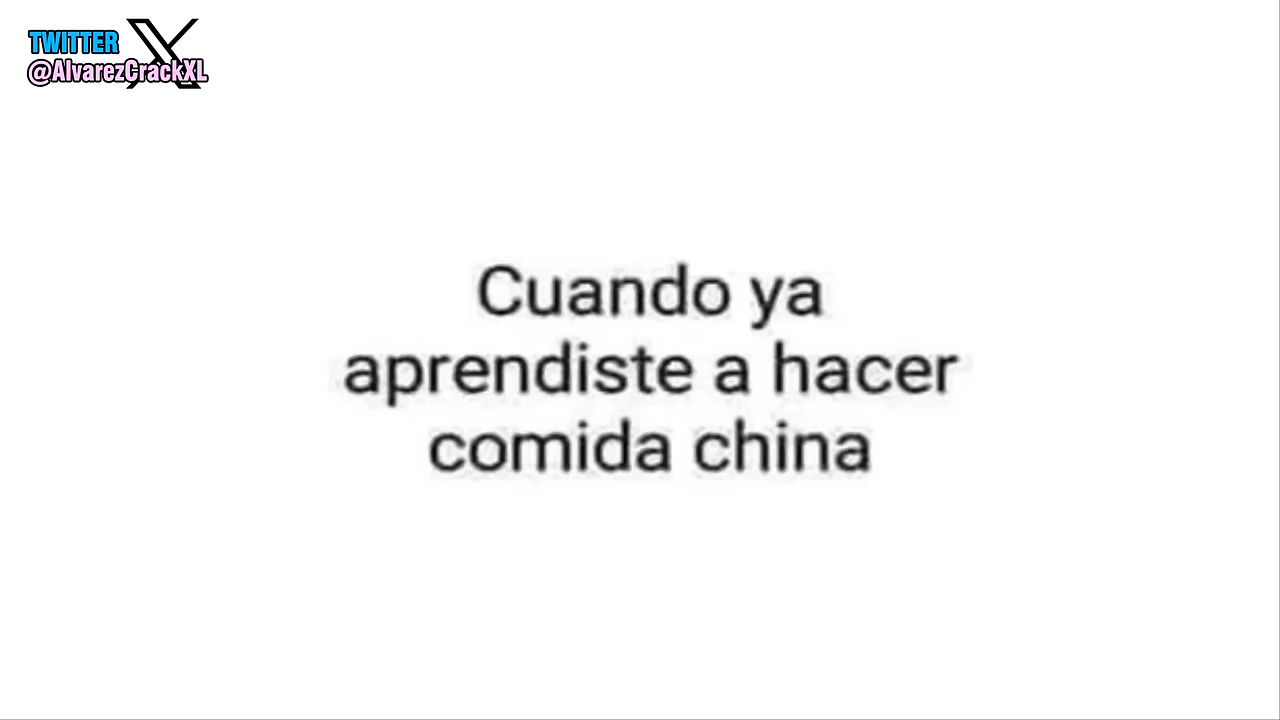 TWITTER
@AlvarezCrackXL
Cuando ya
aprendiste a hacer
comida china